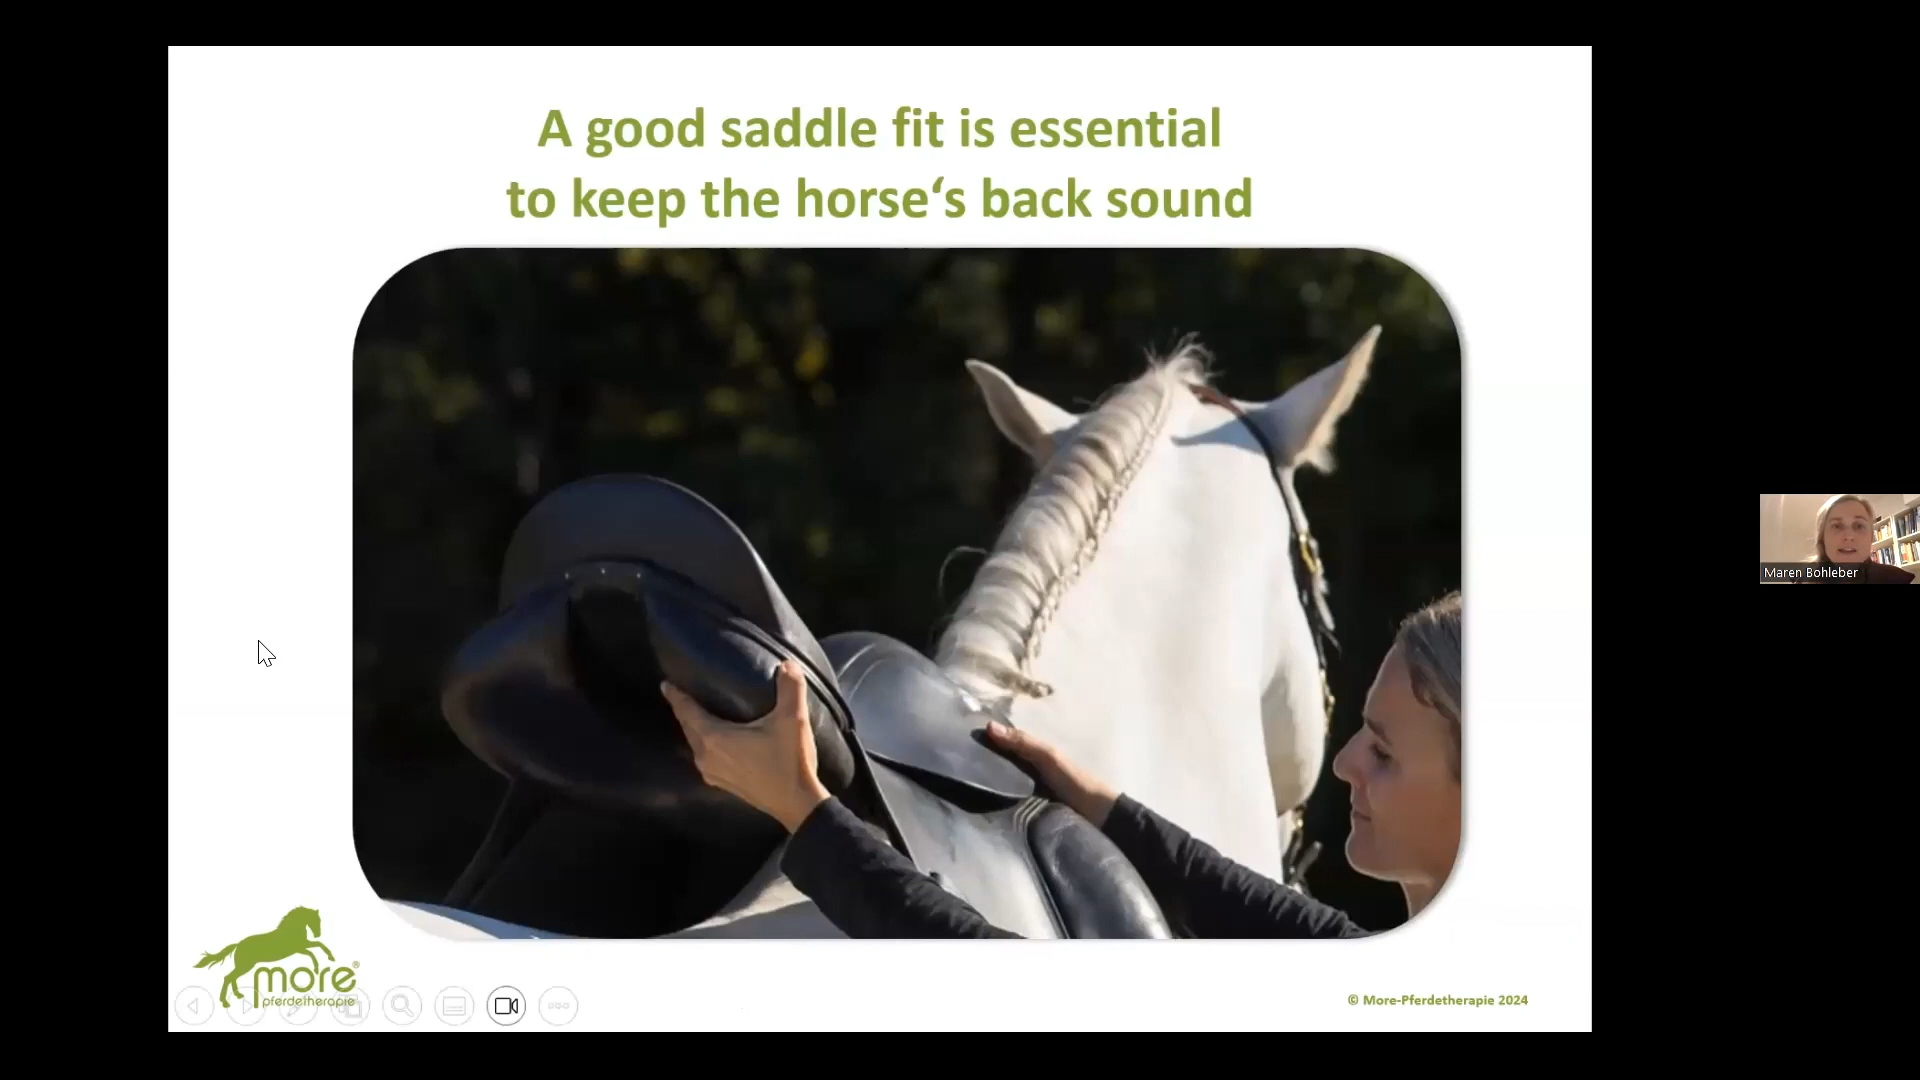 A good saddle fit is essential
to keep the horse‘s back sound
Maren Bohleber
more®
pferdetherapie
© More-Pferdetherapie 2024